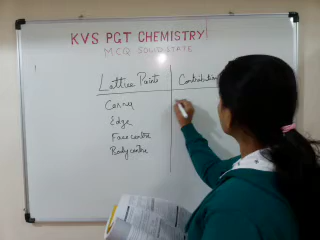 KVS PGT CHEMISTRY
MCQ SOLID STATE
Lattice Points
Corner
Edge
Face centre
Body centre